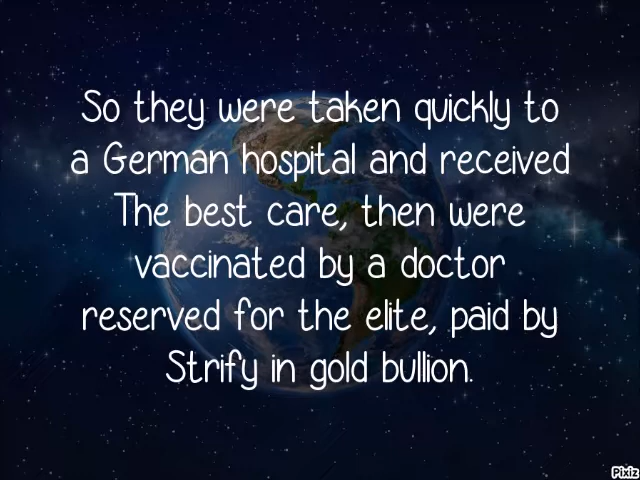 So they were taken quickly to
a German hospital and received
The best care, then were
vaccinated by a doctor
reserved for the elite, paid by
Strify in gold bullion.
Pixiz